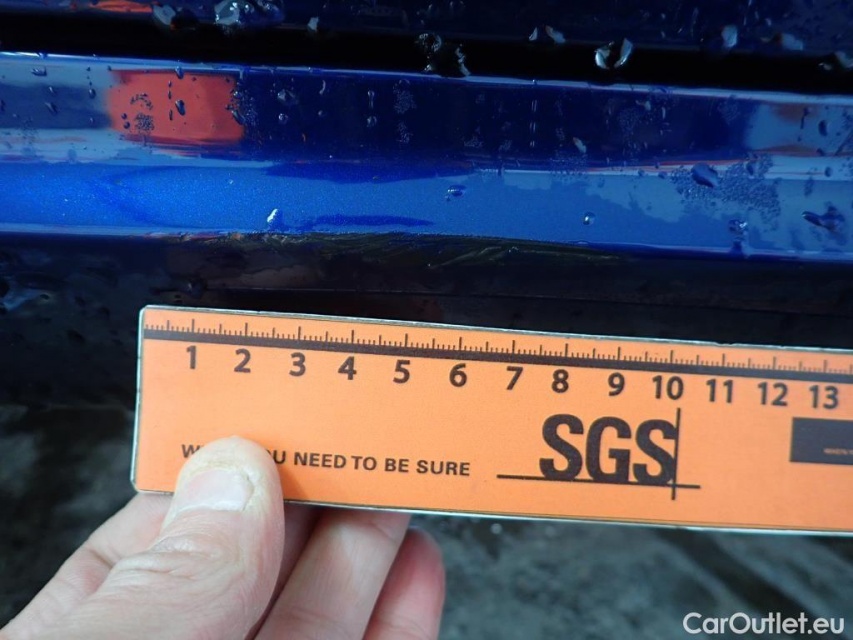 1 2 3 4 5 6 7 8 9 10 11 12 13
YOU NEED TO BE SURE
SGS
CarOutlet.eu